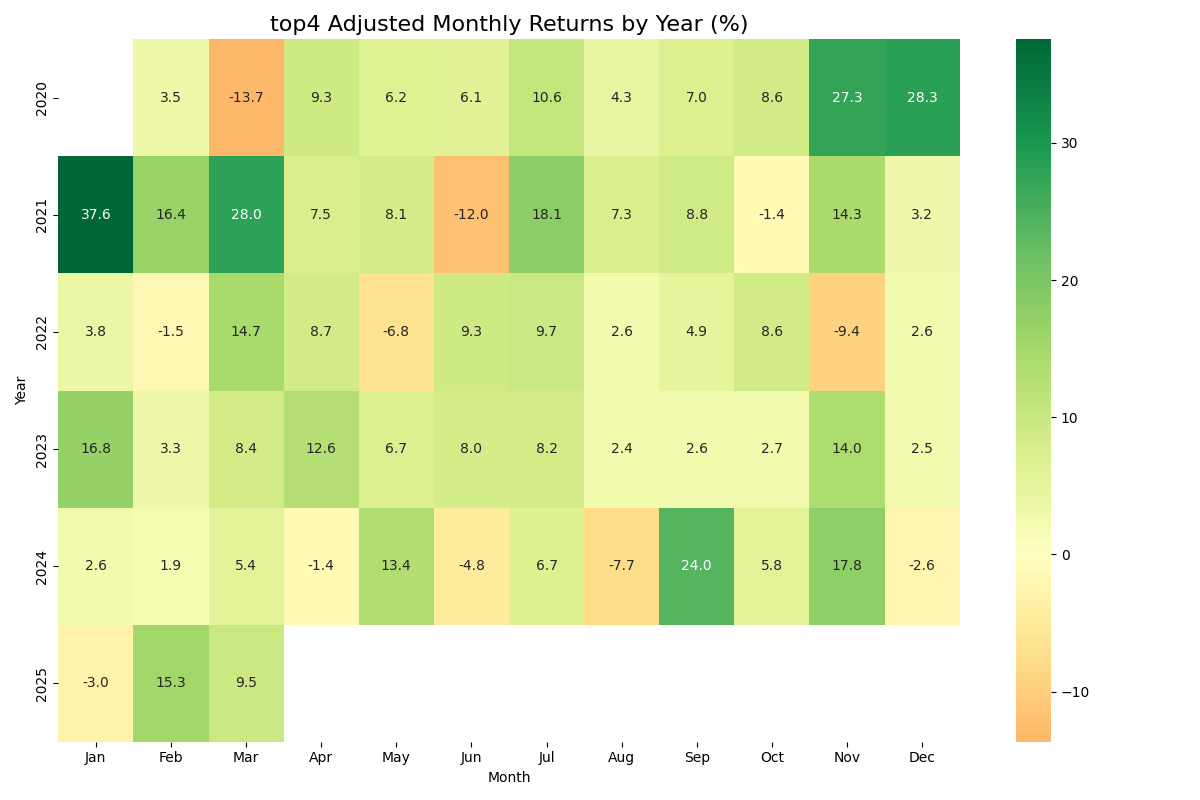 top4 Adjusted Monthly Returns by Year (%)
2020 3.5 -13.7 9.3 6.2 6.1 10.6 4.3 7.0 8.6 27.3 28.3
2021 37.6 16.4 28.0 7.5 8.1 -12.0 18.1 7.3 8.8 -1.4 14.3 3.2
2022 3.8 -1.5 14.7 8.7 -6.8 9.3 9.7 2.6 4.9 8.6 -9.4 2.6
2023 16.8 3.3 8.4 12.6 6.7 8.0 8.2 2.4 2.6 2.7 14.0 2.5
2024 2.6 1.9 5.4 -1.4 13.4 -4.8 6.7 -7.7 24.0 5.8 17.8 -2.6
2025 -3.0 15.3 9.5
Jan Feb Mar Apr May Jun Jul Aug Sep Oct Nov Dec
Month
Year
30
20
10
0
−10